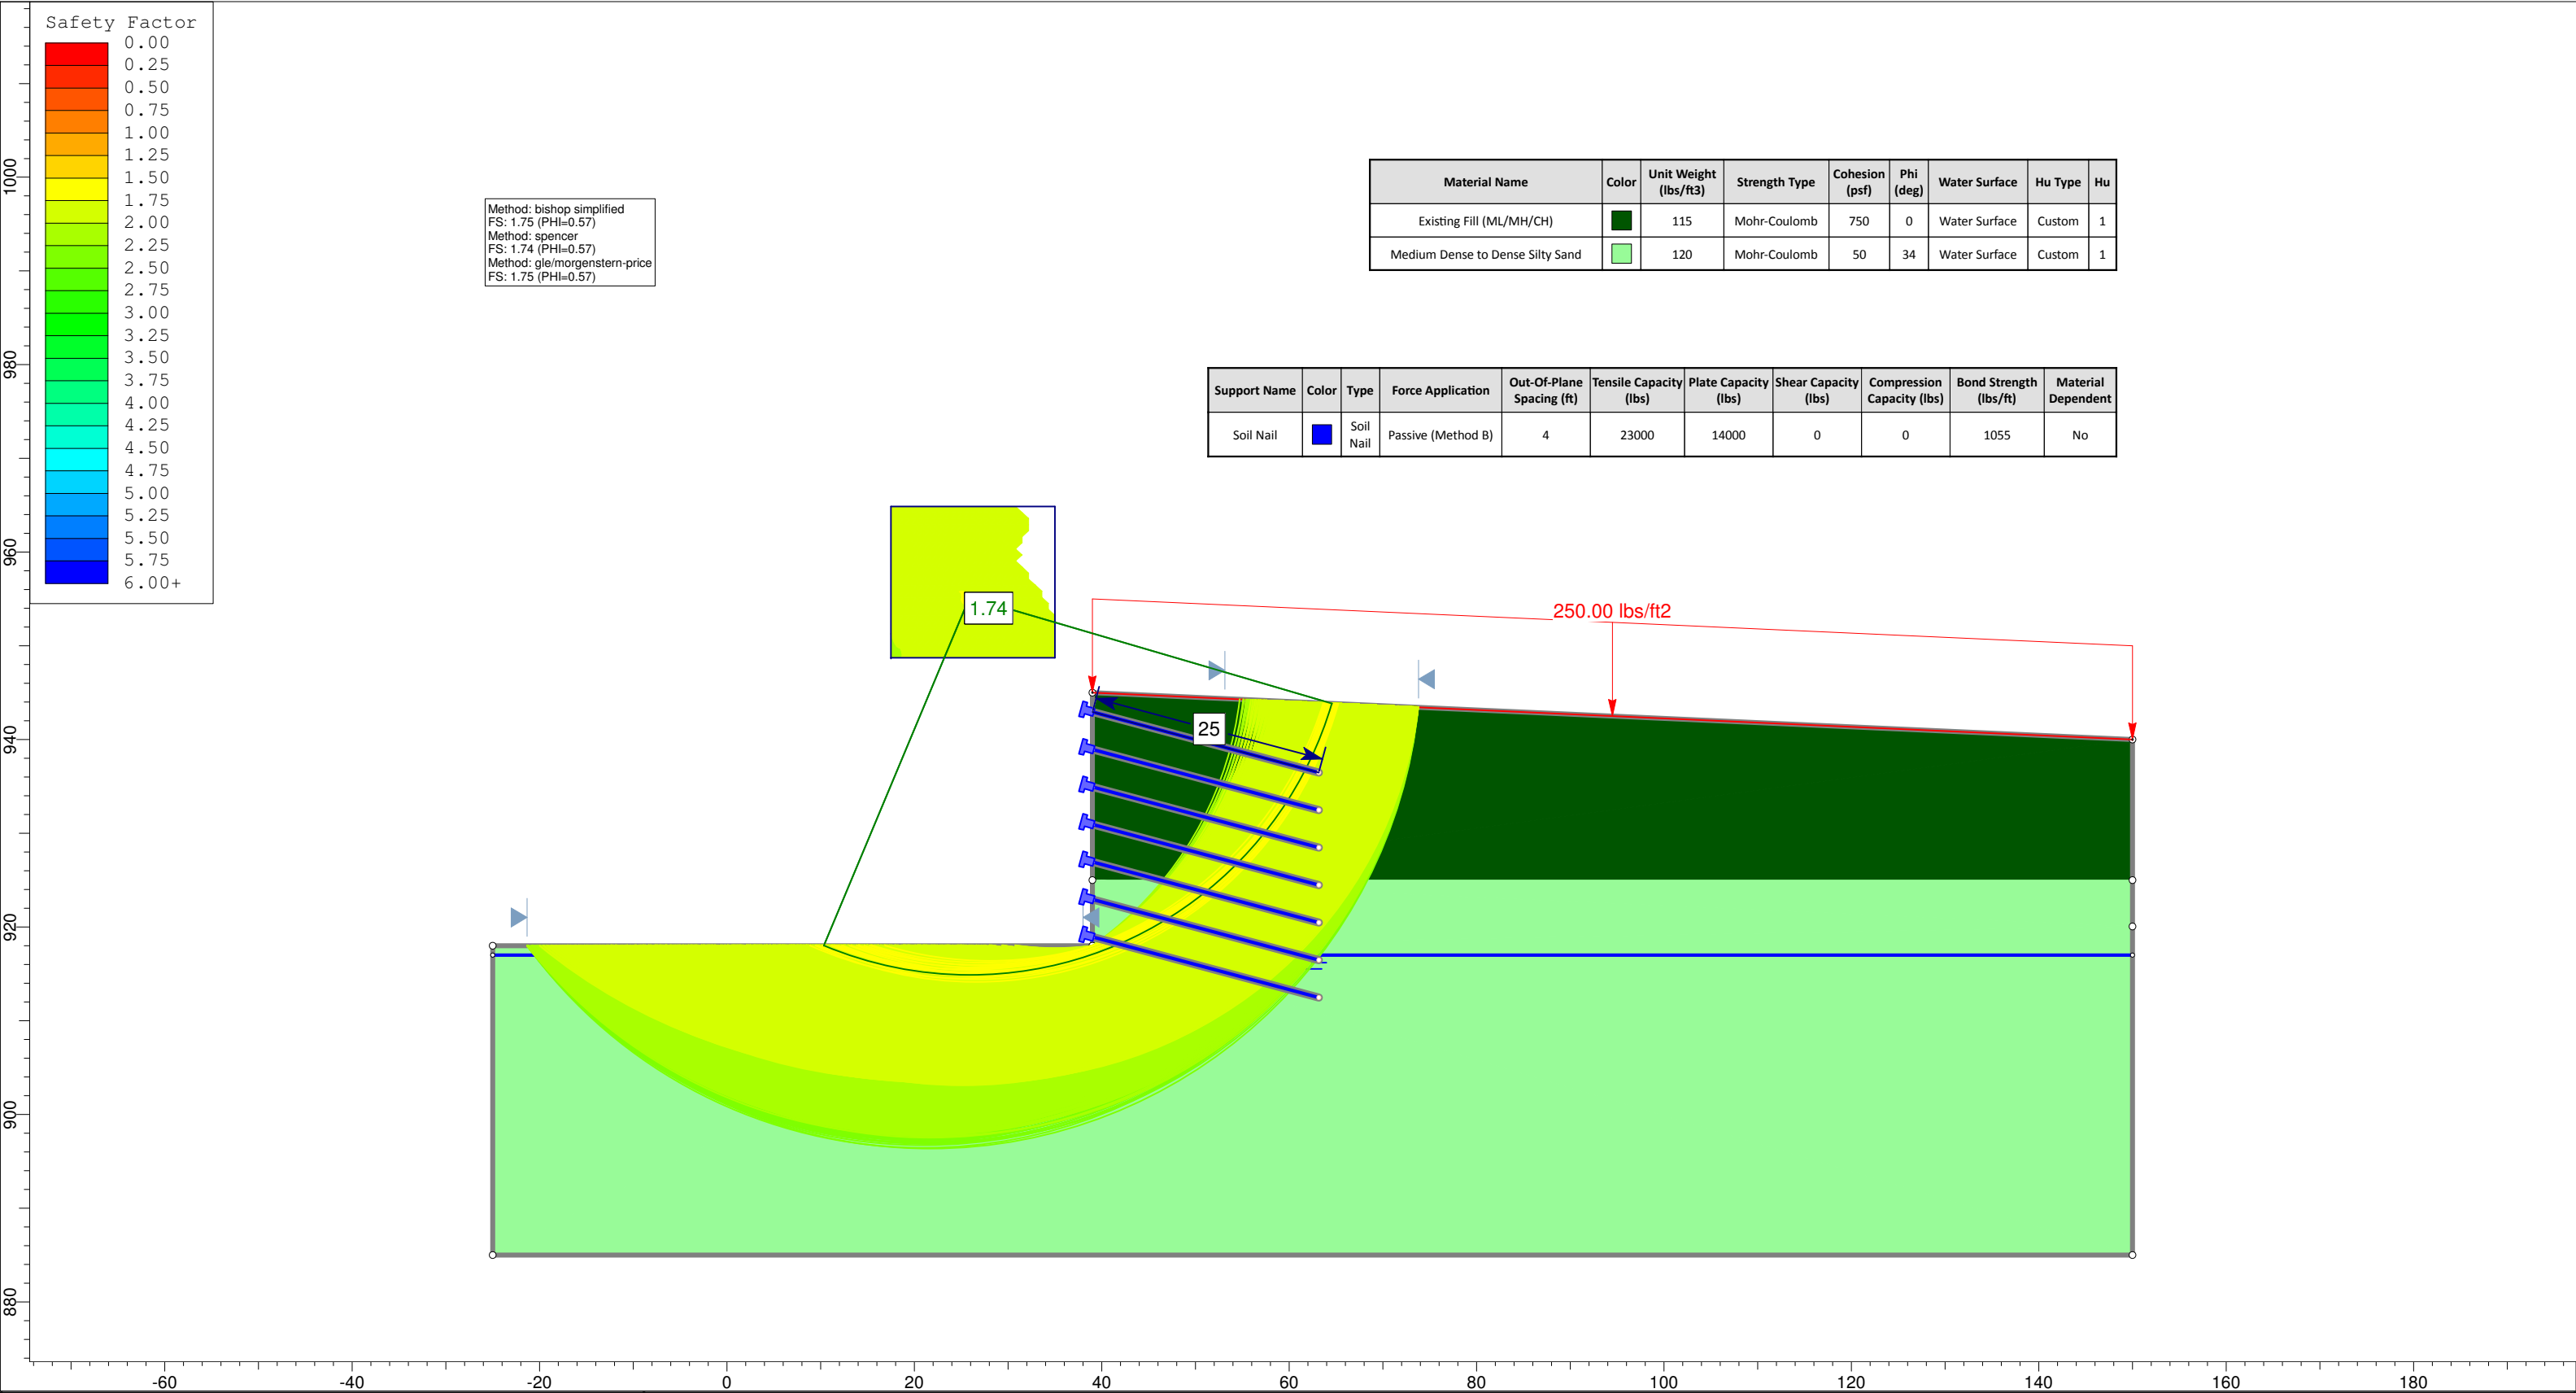 Safety Factor
0.00
0.25
0.50
0.75
1.00
1.25
1.50
1.75
2.00
2.25
2.50
2.75
3.00
3.25
3.50
3.75
4.00
4.25
4.50
4.75
5.00
5.25
5.50
5.75
6.00+
Method: bishop simplified
FS: 1.75 (PHI=0.57)
Method: spencer
FS: 1.74 (PHI=0.57)
Method: gle/morgenstern-price
FS: 1.75 (PHI=0.57)
Material Name Color Unit Weight (lbs/ft3) Strength Type Cohesion (psf) Phi (deg) Water Surface Hu Type Hu
Existing Fill (ML/MH/CH) 115 Mohr-Coulomb 750 0 Water Surface Custom 1
Medium Dense to Dense Silty Sand 120 Mohr-Coulomb 50 34 Water Surface Custom 1
Support Name Color Type Force Application Out-Of-Plane Spacing (ft) Tensile Capacity (lbs) Plate Capacity (lbs) Shear Capacity (lbs) Compression Capacity (lbs) Bond Strength (lbs/ft) Material Dependent
Soil Nail Soil Nail Passive (Method B) 4 23000 14000 0 0 1055 No
1.74
250.00 lbs/ft2
25
1000
980
960
940
920
900
880
-60 -40 -20 0 20 40 60 80 100 120 140 160 180